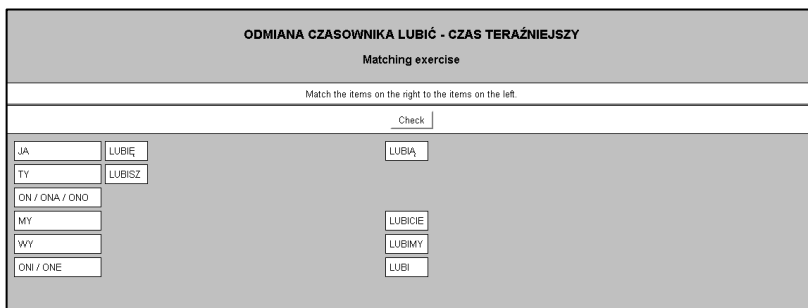 ODMIANA CZASOWNIKA LUBIĆ - CZAS TERAŹNIEJSZY
Matching exercise
Match the items on the right to the items on the left.
Check
JA LUBIĘ LUBIĄ
TY LUBISZ
ON / ONA / ONO
MY LUBICIE
WY LUBIMY
ONI / ONE LUBI